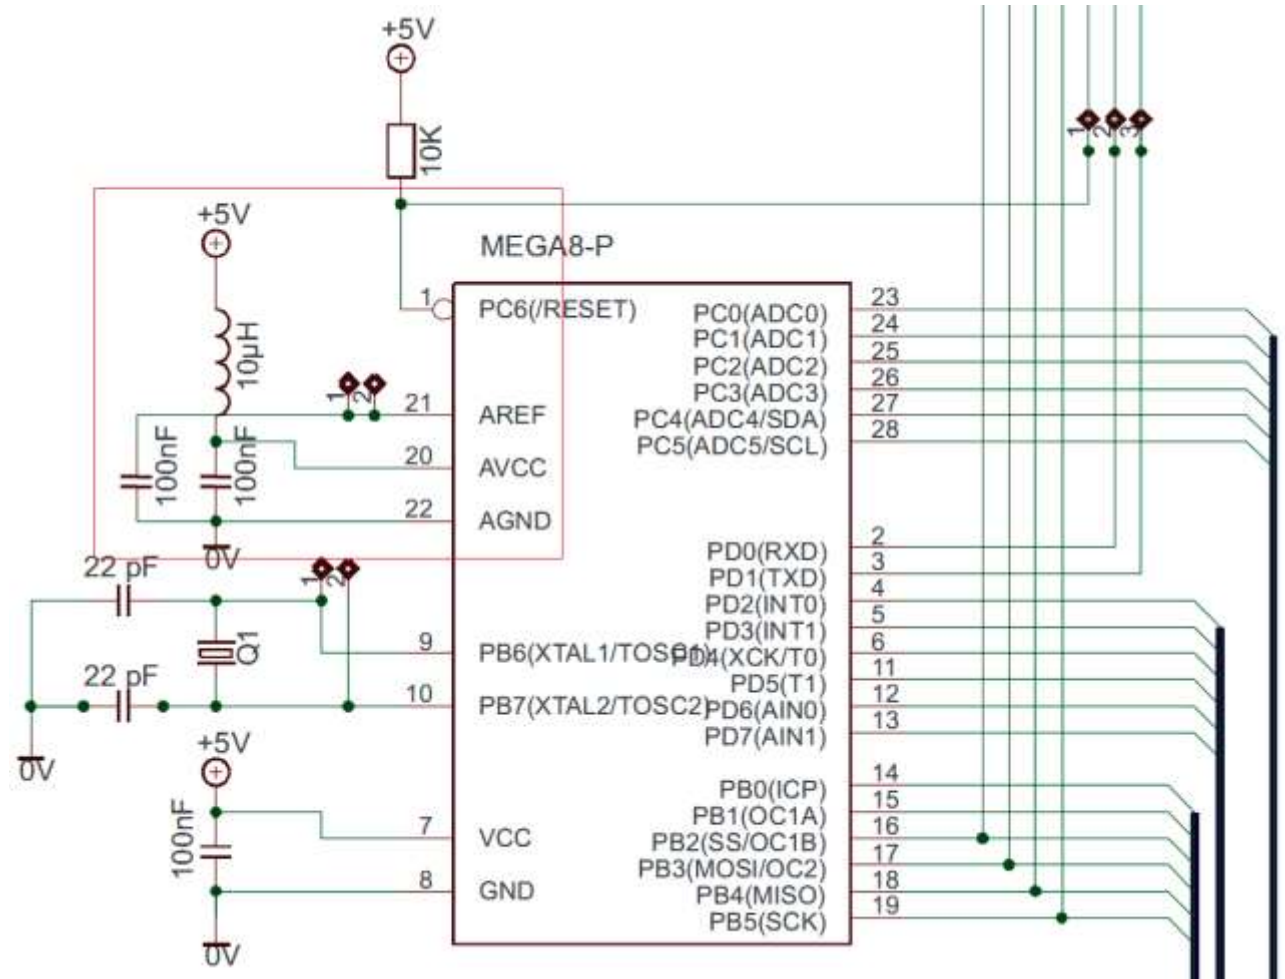 +5V
10K
1
2
3
+5V
MEGA8-P
10µH
1
2
100nF
100nF
0V
1 PC6(/RESET)
21 AREF
20 AVCC
22 AGND
22 pF
1
2
Q1
9 PB6(XTAL1/TOSC1)
22 pF
10 PB7(XTAL2/TOSC2)
0V
+5V
100nF
7 VCC
8 GND
0V
PC0(ADC0) 23
PC1(ADC1) 24
PC2(ADC2) 25
PC3(ADC3) 26
PC4(ADC4/SDA) 27
PC5(ADC5/SCL) 28
PD0(RXD) 2
PD1(TXD) 3
PD2(INT0) 4
PD3(INT1) 5
PD4(XCK/T0) 6
PD5(T1) 11
PD6(AIN0) 12
PD7(AIN1) 13
PB0(ICP) 14
PB1(OC1A) 15
PB2(SS/OC1B) 16
PB3(MOSI/OC2) 17
PB4(MISO) 18
PB5(SCK) 19